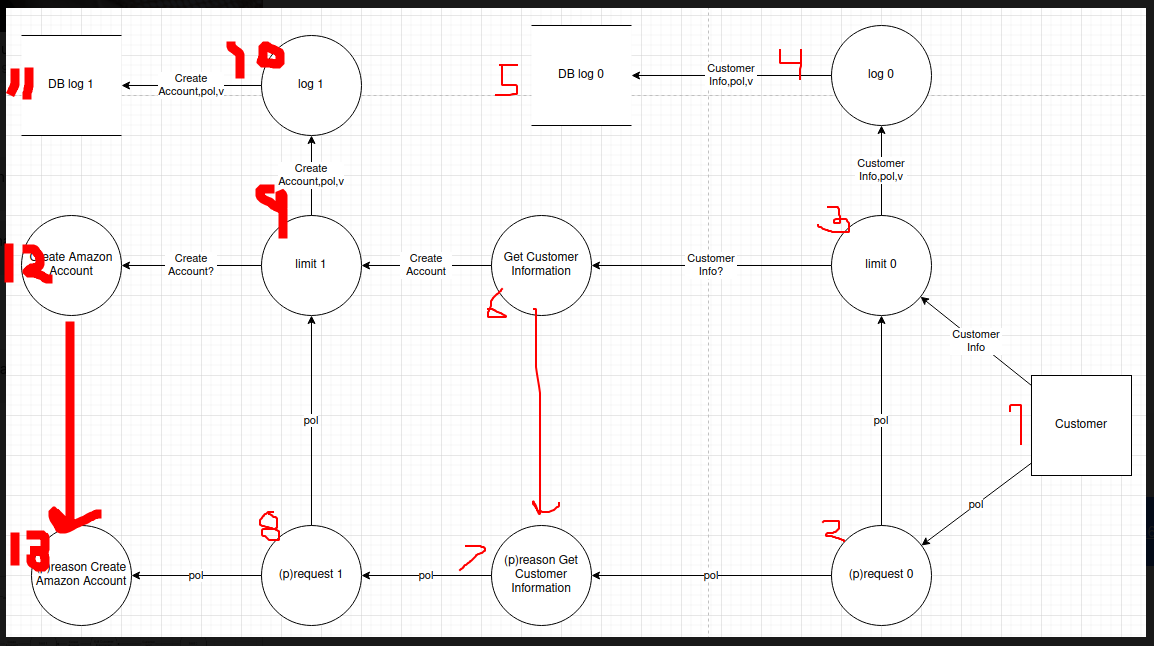 4
10
Customer
Info,pol,v
log 0
DB log 0
5
DB log 1
11
Create
Account,pol,v
log 1
Create
Account,pol,v
Customer
Info,pol,v
9
3
12
Create Amazon
Account
Create
Account?
limit 1
Create
Account
Get Customer
Information
Customer
Info?
limit 0
6
Customer
Info
1
Customer
pol
pol
pol
8
2
13
7
(p)reason Create
Amazon Account
pol
(p)request 1
pol
(p)reason Get
Customer
Information
pol
(p)request 0